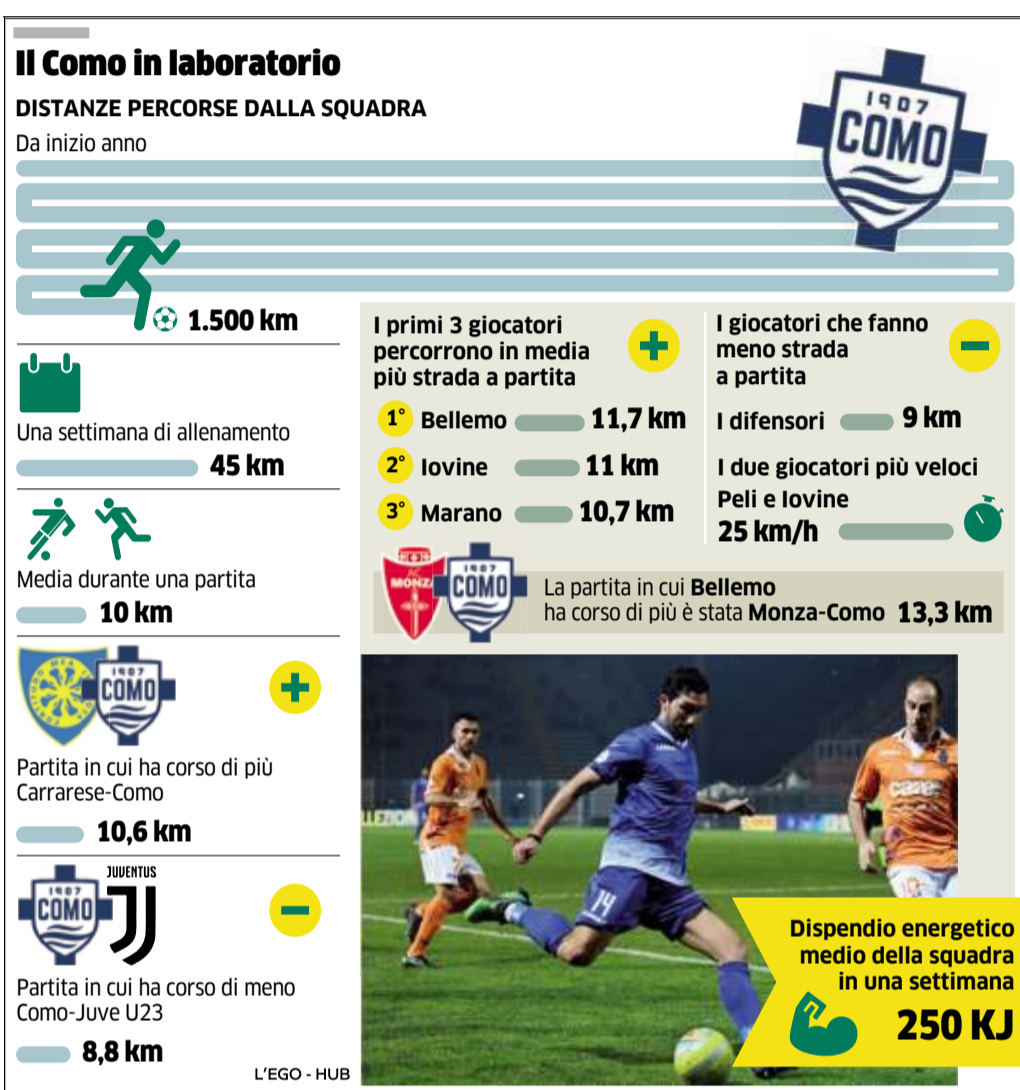 Il Como in laboratorio
DISTANZE PERCORSE DALLA SQUADRA
Da inizio anno
1907
COMO
1.500 km
Una settimana di allenamento
45 km
Media durante una partita
10 km
1907
COMO
Partita in cui ha corso di più
Carrarese-Como
10,6 km
1907
COMO
JUVENTUS
Partita in cui ha corso di meno
Como-Juve U23
8,8 km
L'EGO - HUB
I primi 3 giocatori
percorrono in media
più strada a partita
1° Bellemo 11,7 km
2° Iovine 11 km
3° Marano 10,7 km
I giocatori che fanno
meno strada
a partita
I difensori 9 km
I due giocatori più veloci
Peli e Iovine
25 km/h
MONZA
1907
COMO
La partita in cui Bellemo
ha corso di più è stata Monza-Como 13,3 km
14
Dispendio energetico
medio della squadra
in una settimana
250 KJ